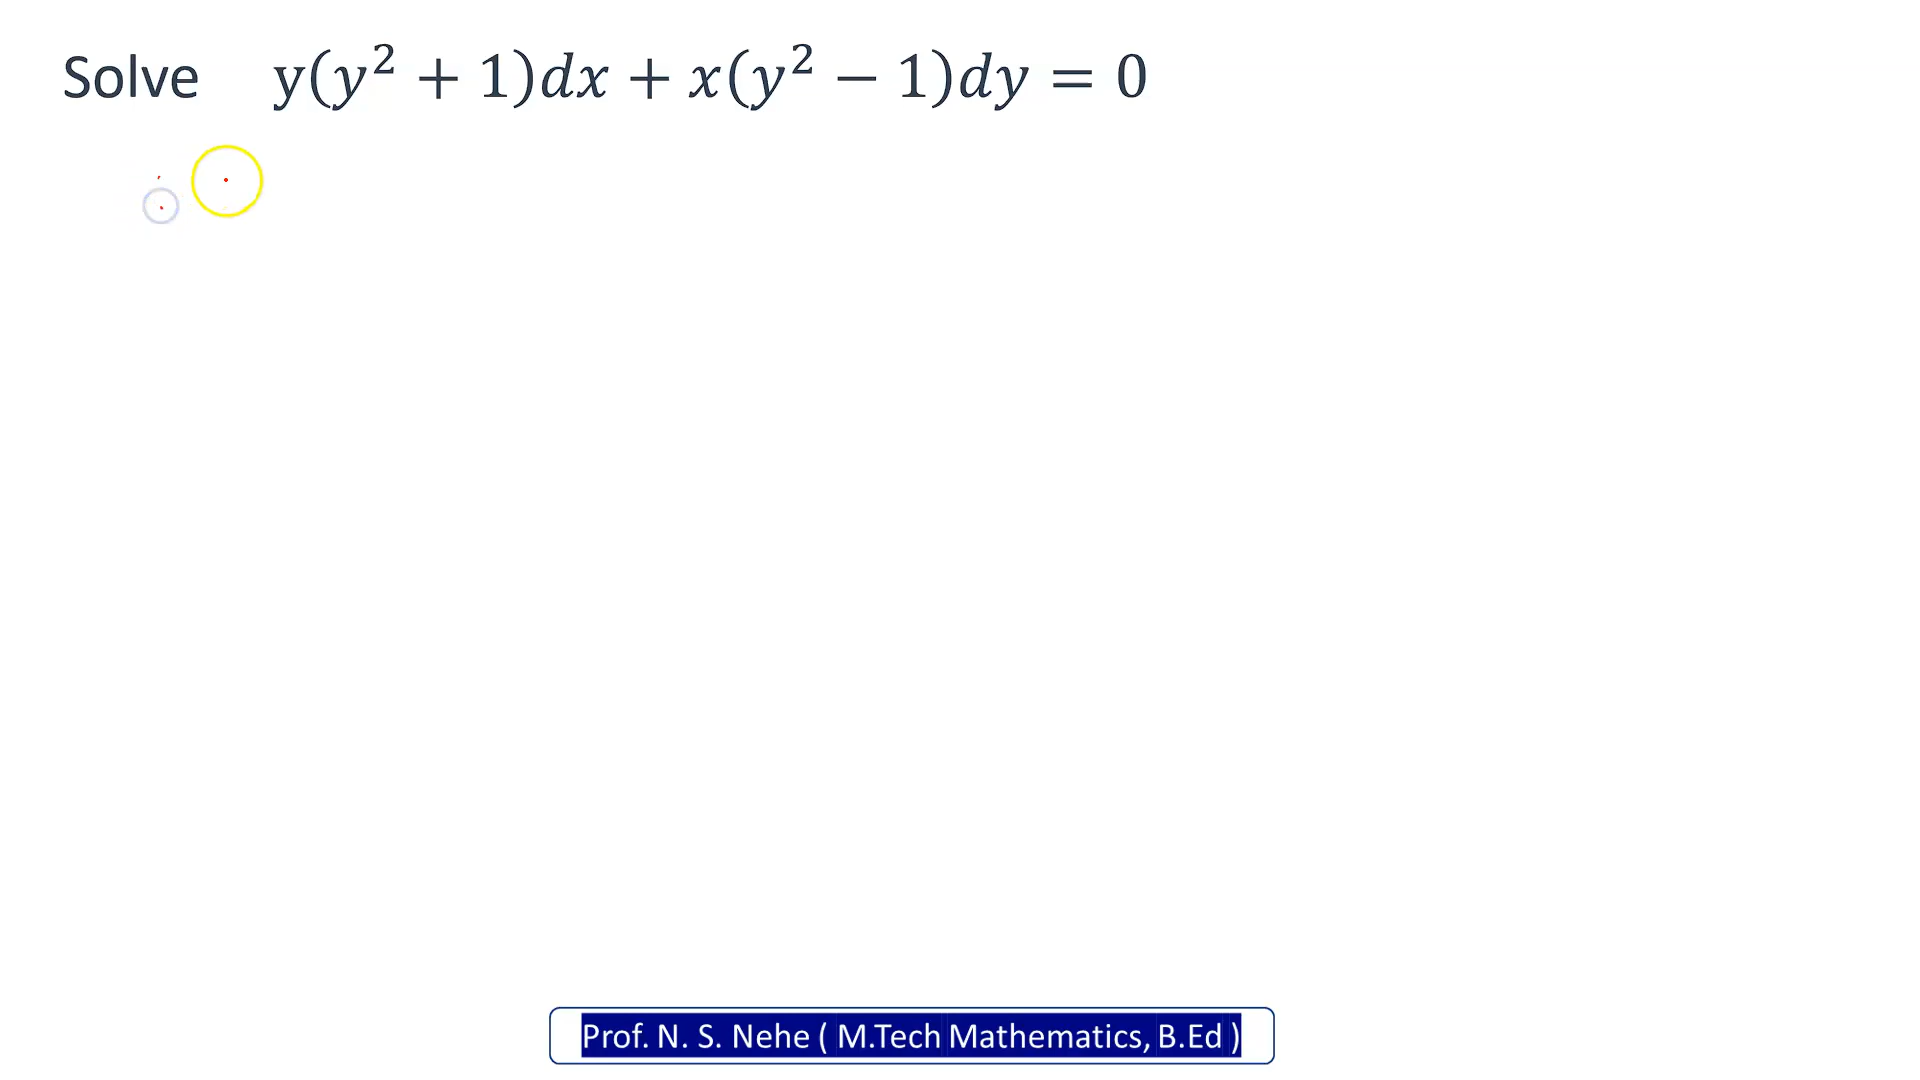 Solve y(y² + 1)dx + x(y² − 1)dy = 0
Prof. N. S. Nehe ( M.Tech Mathematics, B.Ed )